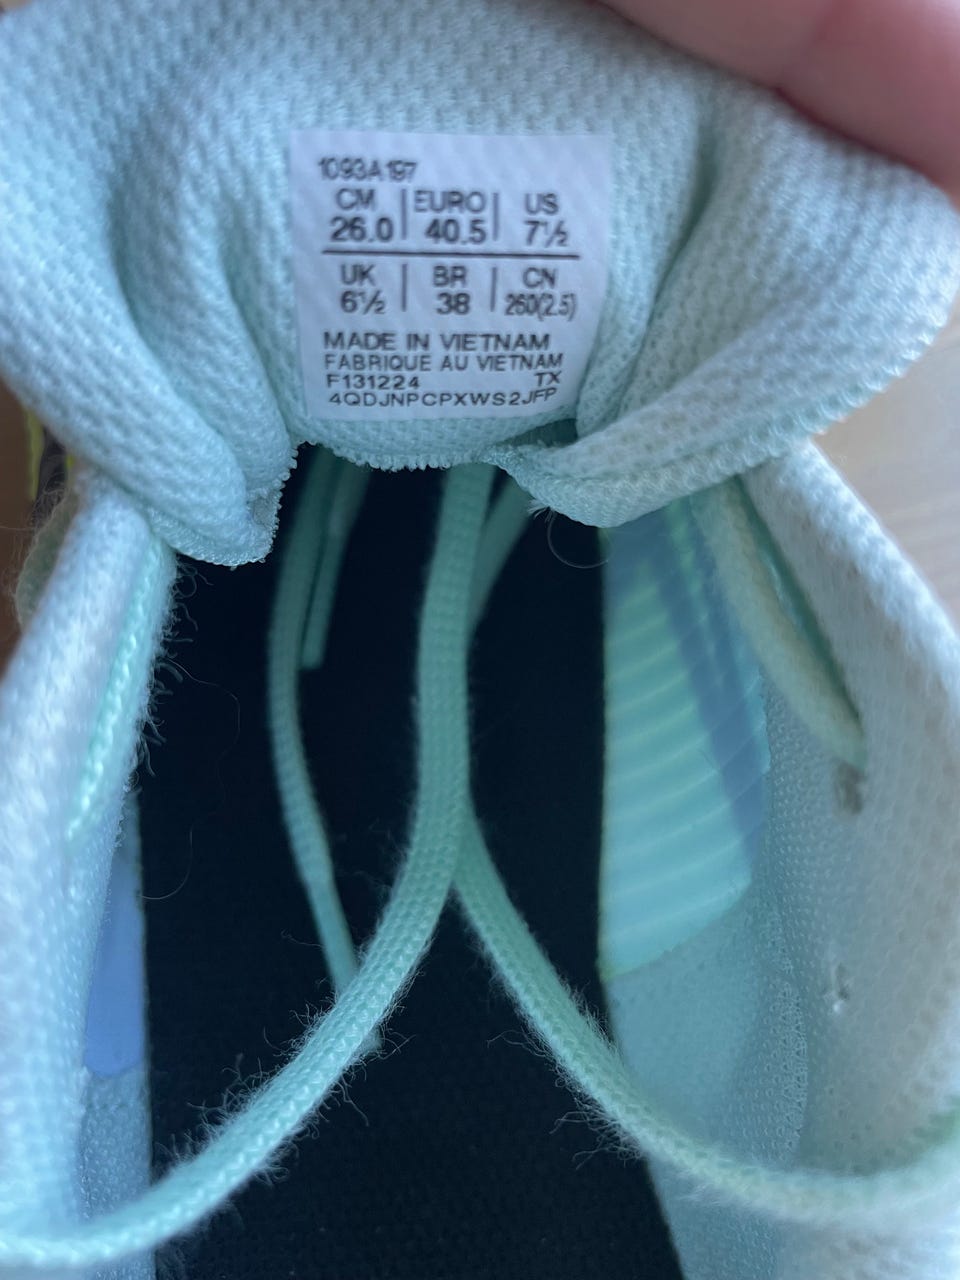 1093A197
CM | EURO | US
26.0 | 40.5 | 7½
UK | BR | CN
6½ | 38 | 260(2.5)
MADE IN VIETNAM
FABRIQUE AU VIETNAM
F131224 TX
4QDJNPCPXWS2JFP